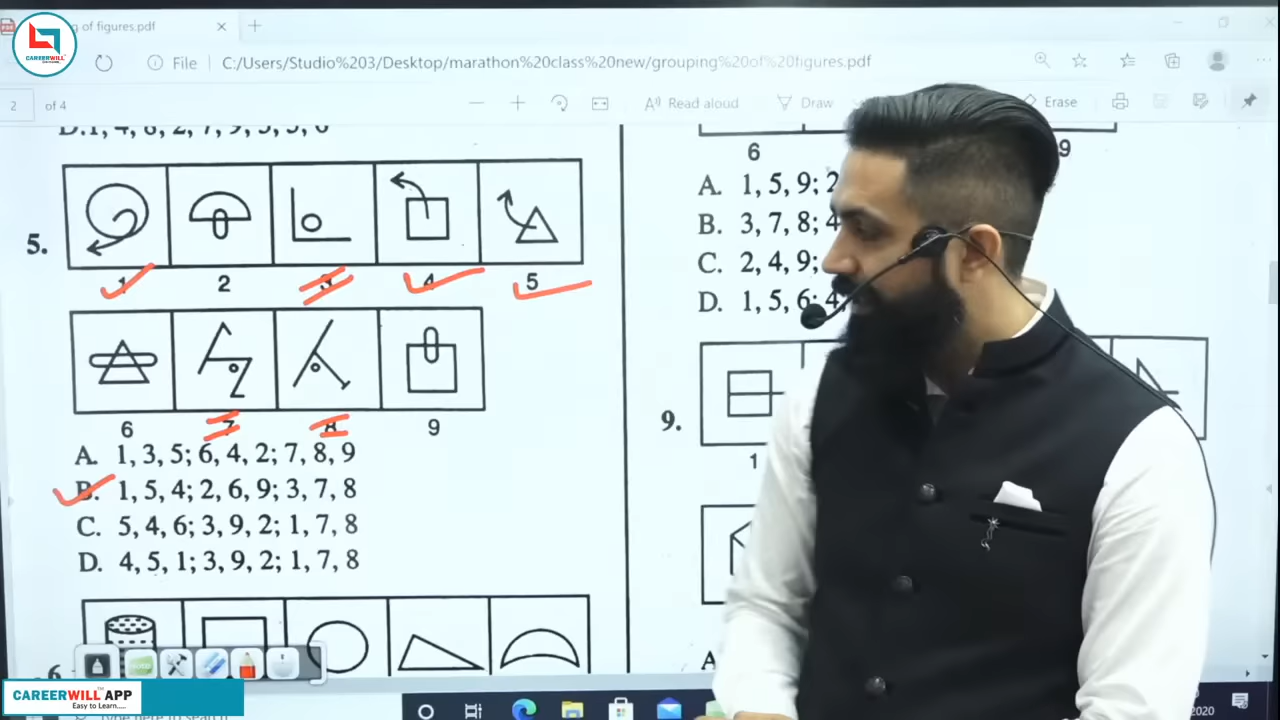 CAREERWILL
g of figures.pdf
File
C:/Users/Studio%203/Desktop/marathon%20class%20new/grouping%20of%20figures.pdf
2
of 4
Read aloud
Draw
Erase
5.
1
2
3
4
5
6
7
8
9
A. 1, 3, 5; 6, 4, 2; 7, 8, 9
B. 1, 5, 4; 2, 6, 9; 3, 7, 8
C. 5, 4, 6; 3, 9, 2; 1, 7, 8
D. 4, 5, 1; 3, 9, 2; 1, 7, 8
6
9
A. 1, 5, 9; 2
B. 3, 7, 8; 4
C. 2, 4, 9;
D. 1, 5, 6; 4,
9.
1
A
CAREERWILL APP
Easy to Learn.....
2020